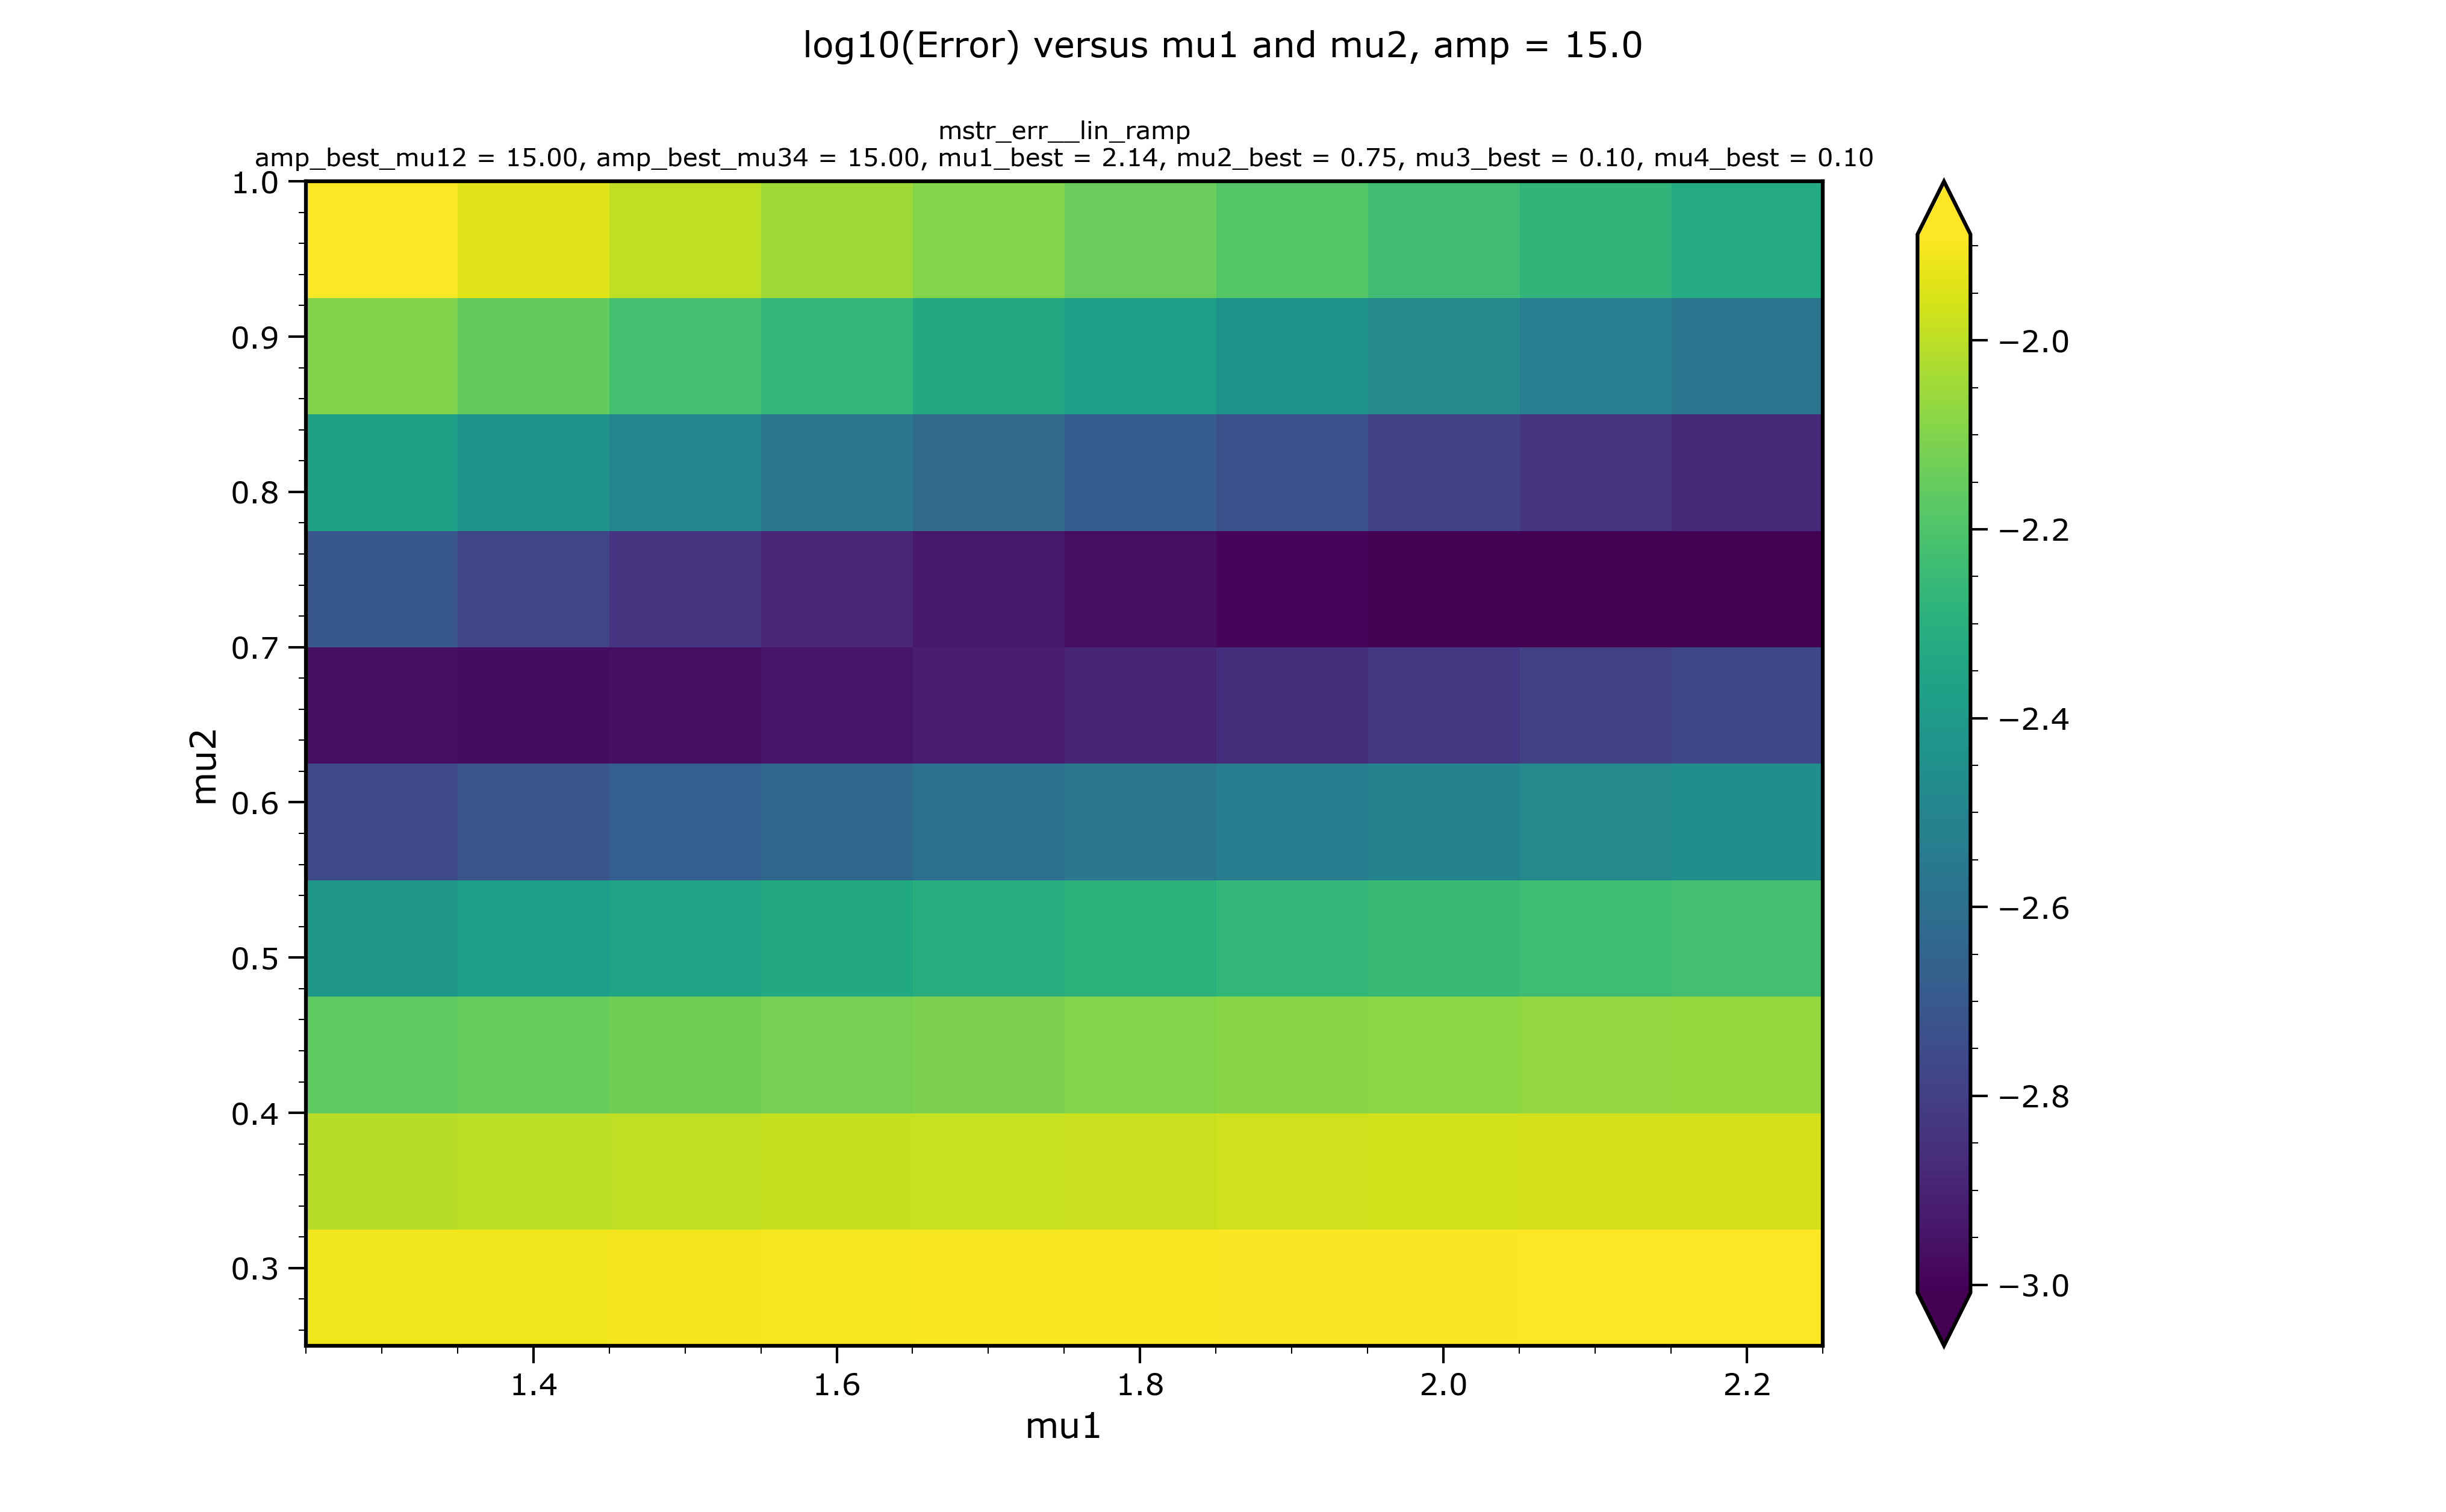 log10(Error) versus mu1 and mu2, amp = 15.0
mstr_err__lin_ramp
amp_best_mu12 = 15.00, amp_best_mu34 = 15.00, mu1_best = 2.14, mu2_best = 0.75, mu3_best = 0.10, mu4_best = 0.10
1.0
0.9
0.8
0.7
0.6
0.5
0.4
0.3
mu2
1.4 1.6 1.8 2.0 2.2
mu1
−2.0
−2.2
−2.4
−2.6
−2.8
−3.0